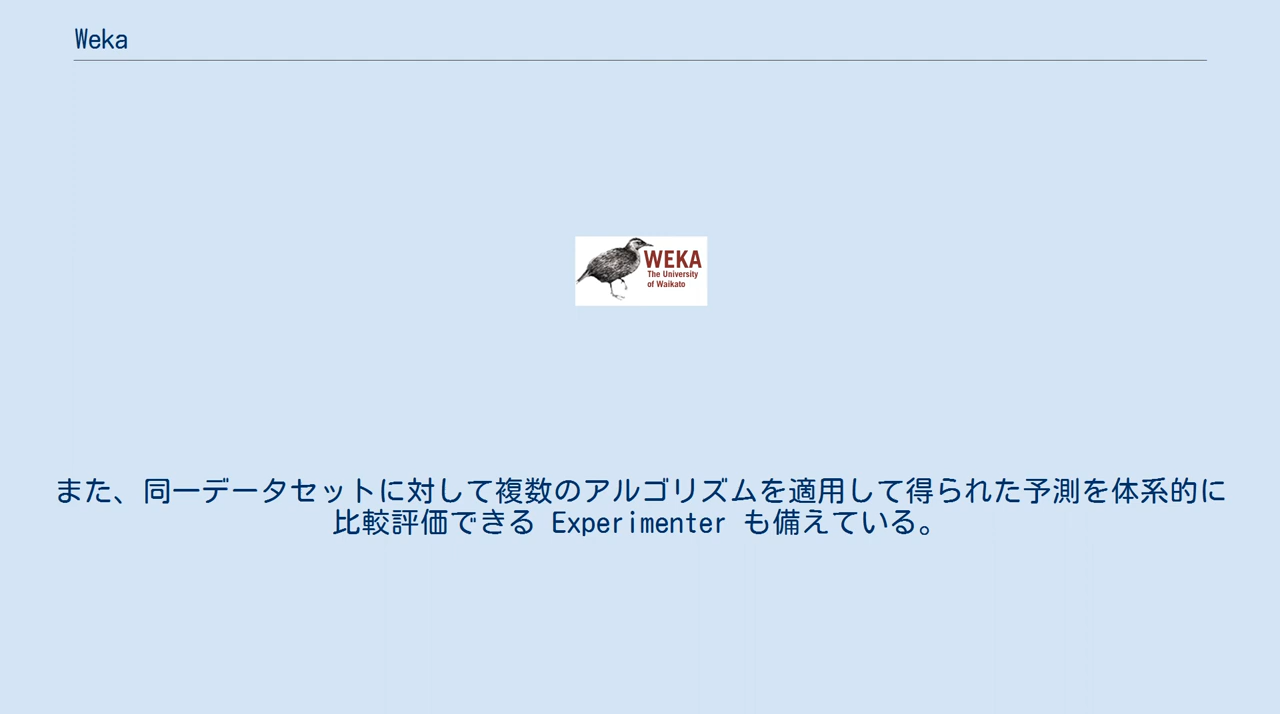 Weka
WEKA
The University
of Waikato
また、同一データセットに対して複数のアルゴリズムを適用して得られた予測を体系的に
比較評価できる Experimenter も備えている。